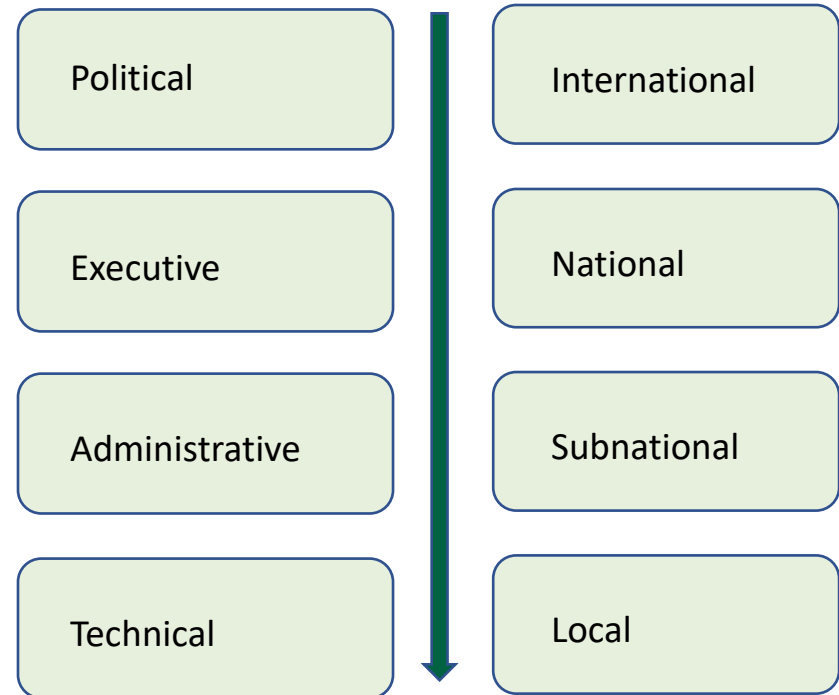 Political
International
Executive
National
Administrative
Subnational
Technical
Local